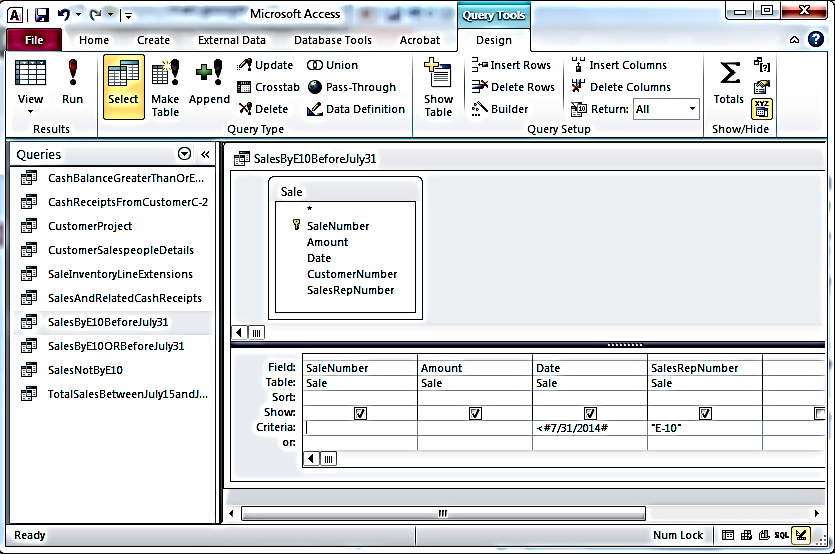 A Microsoft Access Query Tools
File Home Create External Data Database Tools Acrobat Design
View Run Select Make Table Append Update Crosstab Delete Union Pass-Through Data Definition Show Table Insert Rows Delete Rows Builder Insert Columns Delete Columns Return: All Totals XYZ
Results Query Type Query Setup Show/Hide
Queries
CashBalanceGreaterThanOrE...
CashReceiptsFromCustomerC-2
CustomerProject
CustomerSalespeopleDetails
SaleInventoryLineExtensions
SalesAndRelatedCashReceipts
SalesByE10BeforeJuly31
SalesByE10ORBeforeJuly31
SalesNotByE10
TotalSalesBetweenJuly15andJ...
SalesByE10BeforeJuly31
Sale
*
SaleNumber
Amount
Date
CustomerNumber
SalesRepNumber
Field: SaleNumber Amount Date SalesRepNumber
Table: Sale Sale Sale Sale
Sort:
Show:
Criteria: <#7/31/2014# "E-10"
or:
Ready Num Lock SQL